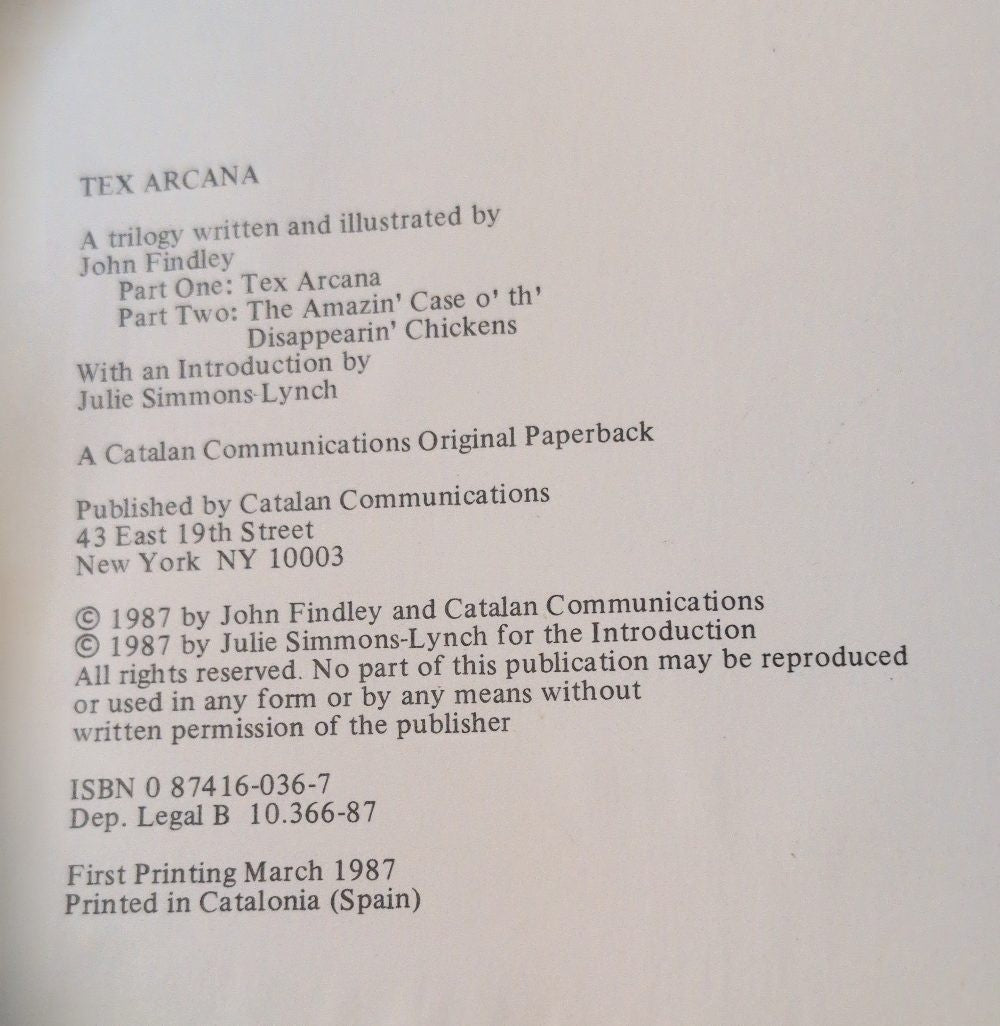 TEX ARCANA
A trilogy written and illustrated by
John Findley
Part One: Tex Arcana
Part Two: The Amazin' Case o' th'
Disappearin' Chickens
With an Introduction by
Julie Simmons-Lynch
A Catalan Communications Original Paperback
Published by Catalan Communications
43 East 19th Street
New York NY 10003
© 1987 by John Findley and Catalan Communications
© 1987 by Julie Simmons-Lynch for the Introduction
All rights reserved. No part of this publication may be reproduced
or used in any form or by any means without
written permission of the publisher
ISBN 0 87416-036-7
Dep. Legal B 10.366-87
First Printing March 1987
Printed in Catalonia (Spain)